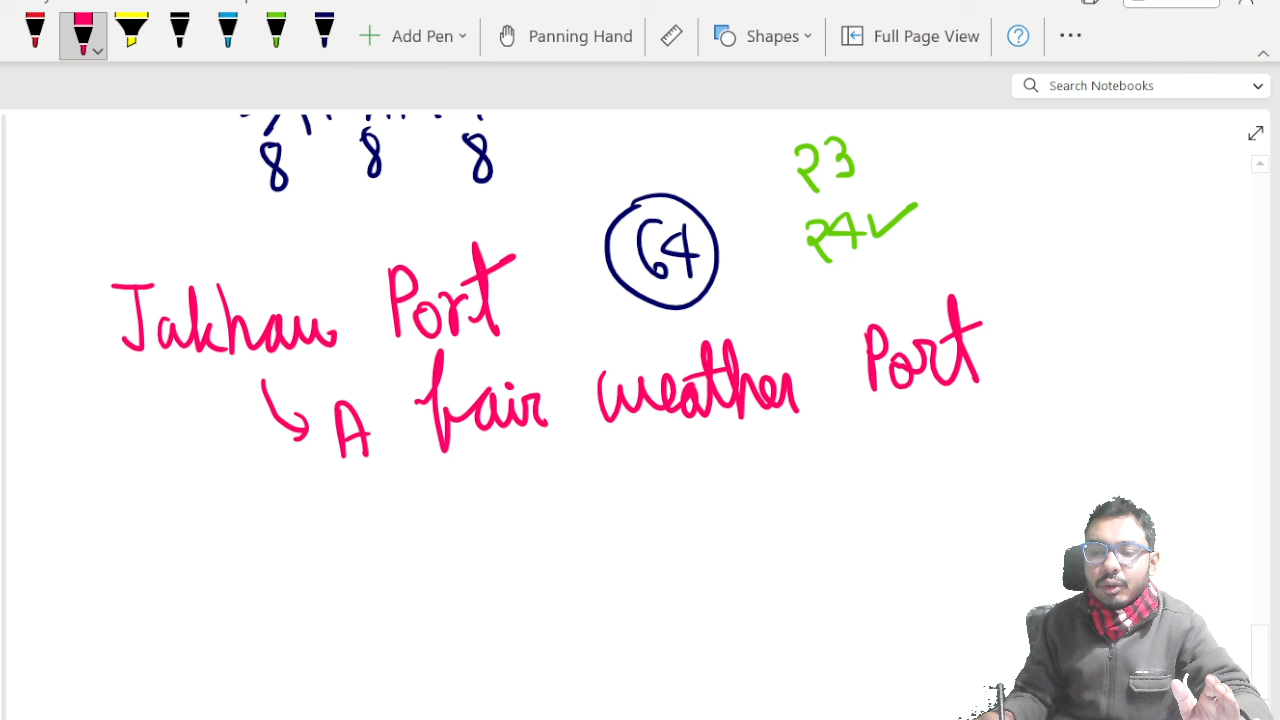 Add Pen Panning Hand Shapes Full Page View ?
Search Notebooks
8 8 8
23
24✓
64
Jakhau Port
A fair weather Port